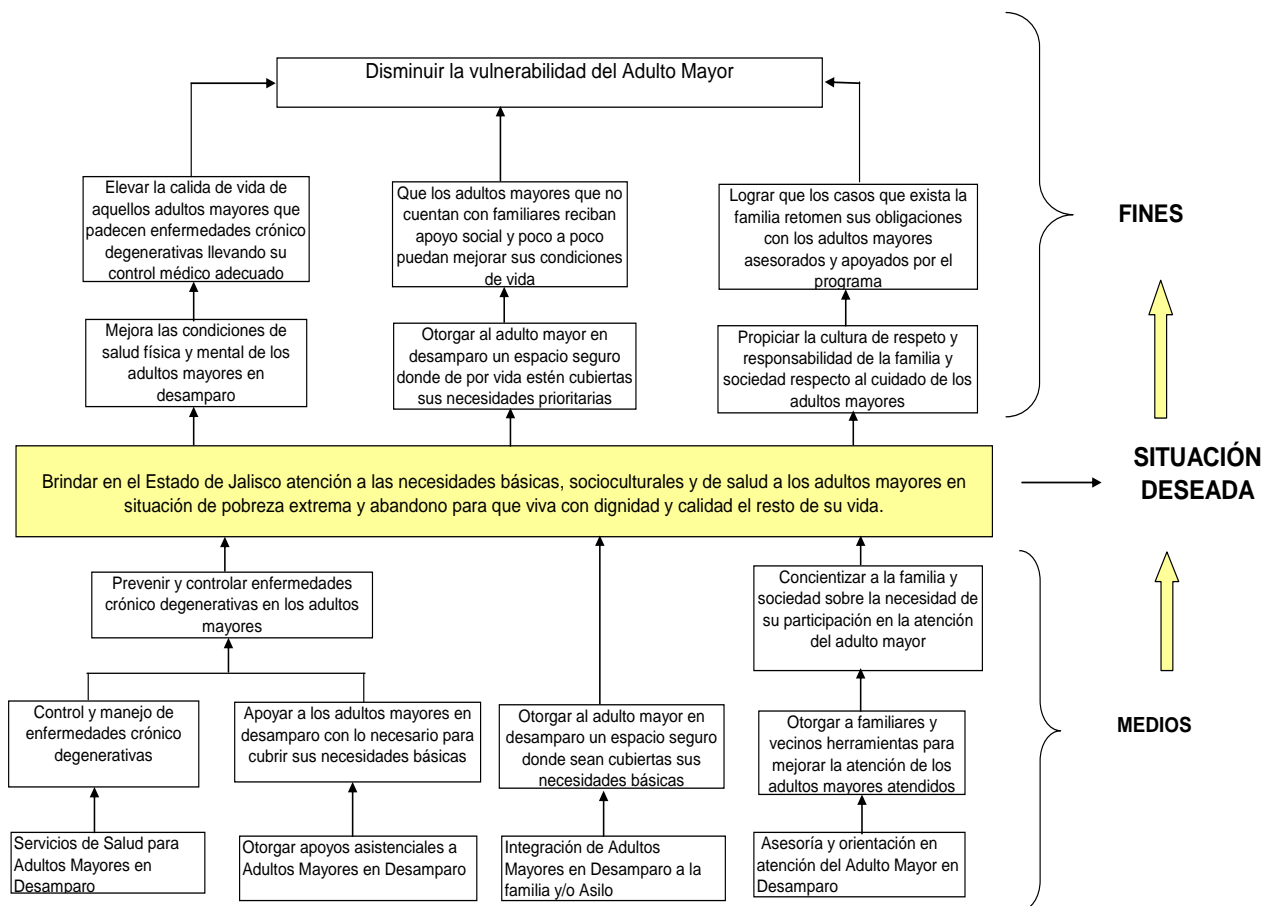 Disminuir la vulnerabilidad del Adulto Mayor
Elevar la calida de vida de
aquellos adultos mayores que
padecen enfermedades crónico
degenerativas llevando su
control médico adecuado
Que los adultos mayores que no
cuentan con familiares reciban
apoyo social y poco a poco
puedan mejorar sus condiciones
de vida
Lograr que los casos que exista la
familia retomen sus obligaciones
con los adultos mayores
asesorados y apoyados por el
programa
FINES
Mejora las condiciones de
salud física y mental de los
adultos mayores en
desamparo
Otorgar al adulto mayor en
desamparo un espacio seguro
donde de por vida estén cubiertas
sus necesidades prioritarias
Propiciar la cultura de respeto y
responsabilidad de la familia y
sociedad respecto al cuidado de los
adultos mayores
Brindar en el Estado de Jalisco atención a las necesidades básicas, socioculturales y de salud a los adultos mayores en
situación de pobreza extrema y abandono para que viva con dignidad y calidad el resto de su vida.
SITUACIÓN
DESEADA
Prevenir y controlar enfermedades
crónico degenerativas en los adultos
mayores
Concientizar a la familia y
sociedad sobre la necesidad de
su participación en la atención
del adulto mayor
Control y manejo de
enfermedades crónico
degenerativas
Apoyar a los adultos mayores en
desamparo con lo necesario para
cubrir sus necesidades básicas
Otorgar al adulto mayor en
desamparo un espacio seguro
donde sean cubiertas sus
necesidades básicas
Otorgar a familiares y
vecinos herramientas para
mejorar la atención de los
adultos mayores atendidos
MEDIOS
Servicios de Salud para
Adultos Mayores en
Desamparo
Otorgar apoyos asistenciales a
Adultos Mayores en Desamparo
Integración de Adultos
Mayores en Desamparo a la
familia y/o Asilo
Asesoría y orientación en
atención del Adulto Mayor en
Desamparo